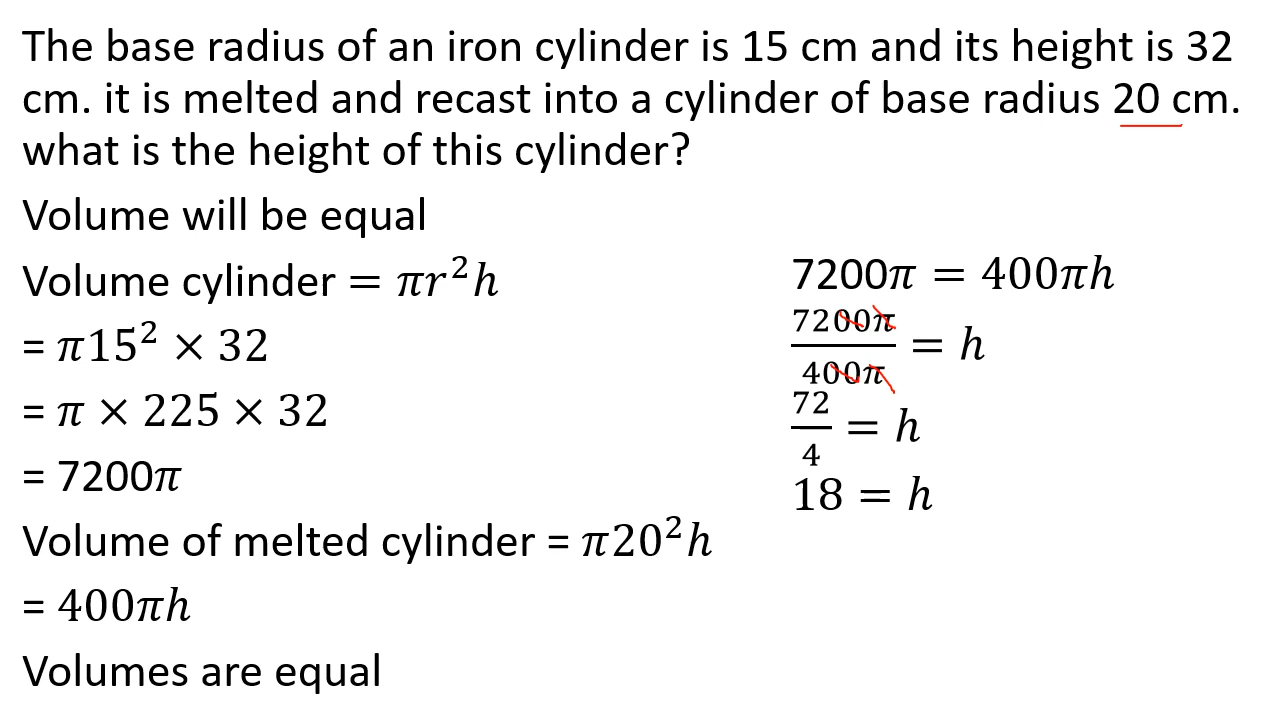 The base radius of an iron cylinder is 15 cm and its height is 32
cm. it is melted and recast into a cylinder of base radius 20 cm.
what is the height of this cylinder?
Volume will be equal
Volume cylinder = 𝜋𝑟²ℎ
= 𝜋15² × 32
= 𝜋 × 225 × 32
= 7200𝜋
Volume of melted cylinder = 𝜋20²ℎ
= 400𝜋ℎ
Volumes are equal
7200𝜋 = 400𝜋ℎ
7200𝜋
400𝜋
= ℎ
72
4
= ℎ
18 = ℎ